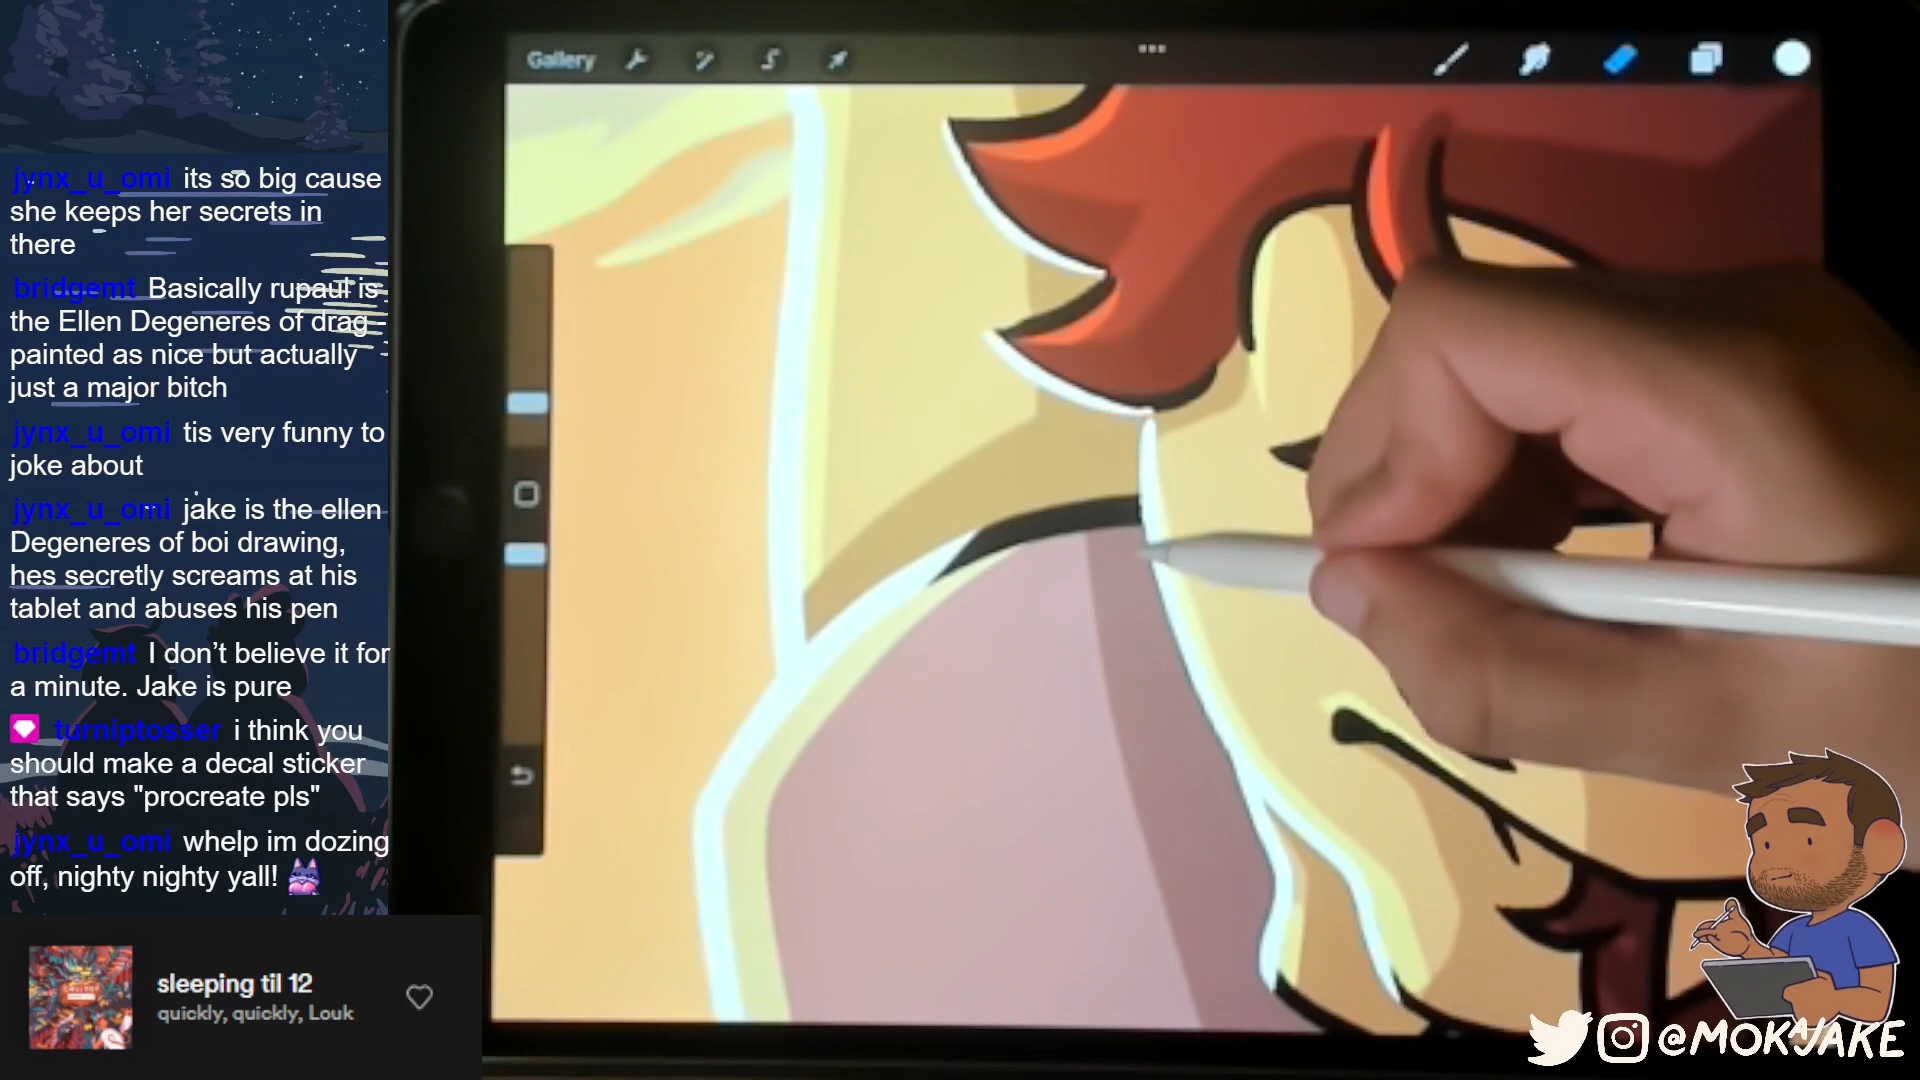 Gallery
jynx_u_omi its so big cause
she keeps her secrets in
there
bridgemt Basically rupaul is
the Ellen Degeneres of drag
painted as nice but actually
just a major bitch
jynx_u_omi tis very funny to
joke about
jynx_u_omi jake is the ellen
Degeneres of boi drawing,
hes secretly screams at his
tablet and abuses his pen
bridgemt I don’t believe it for
a minute. Jake is pure
turniptosser i think you
should make a decal sticker
that says "procreate pls"
jynx_u_omi whelp im dozing
off, nighty nighty yall!
sleeping til 12
quickly, quickly, Louk
@MOKAJAKE